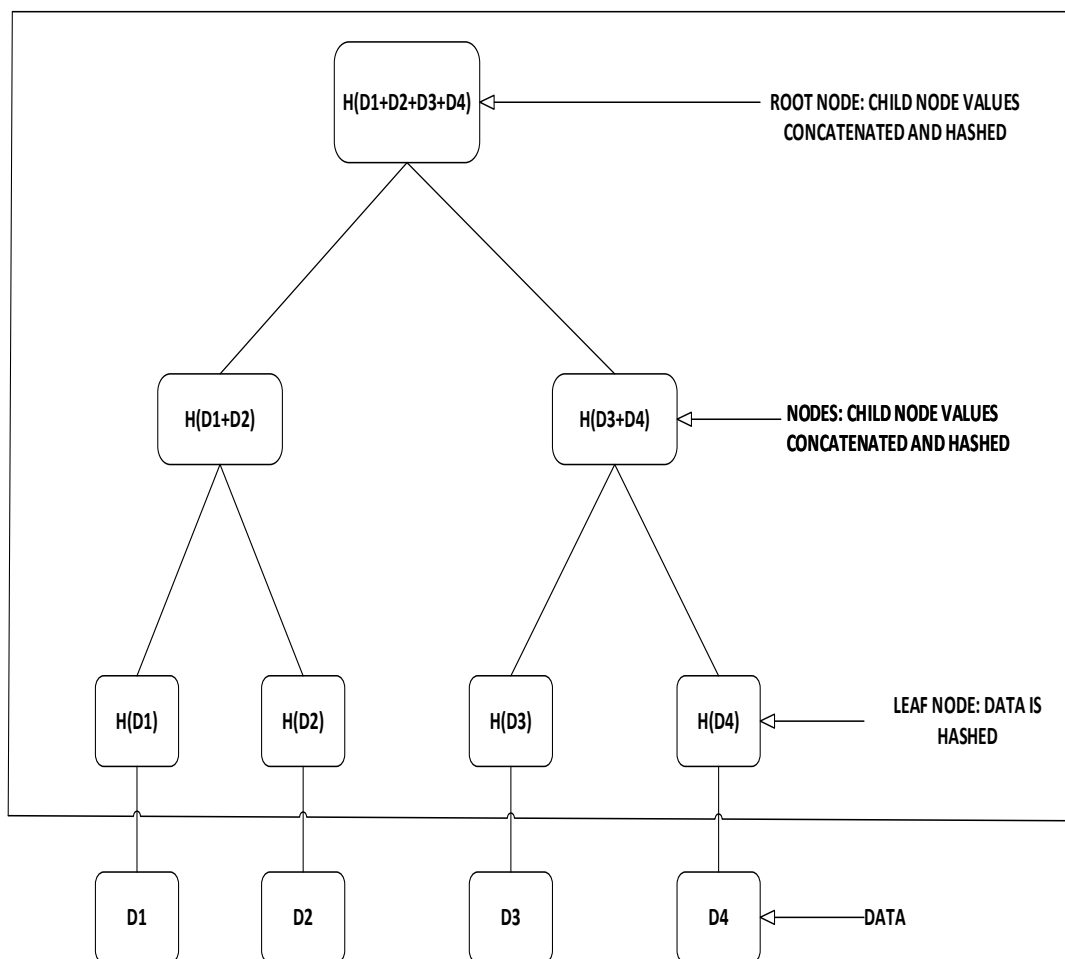 H(D1+D2+D3+D4)
ROOT NODE: CHILD NODE VALUES
CONCATENATED AND HASHED
H(D1+D2)
H(D3+D4)
NODES: CHILD NODE VALUES
CONCATENATED AND HASHED
H(D1)
H(D2)
H(D3)
H(D4)
LEAF NODE: DATA IS
HASHED
D1
D2
D3
D4
DATA